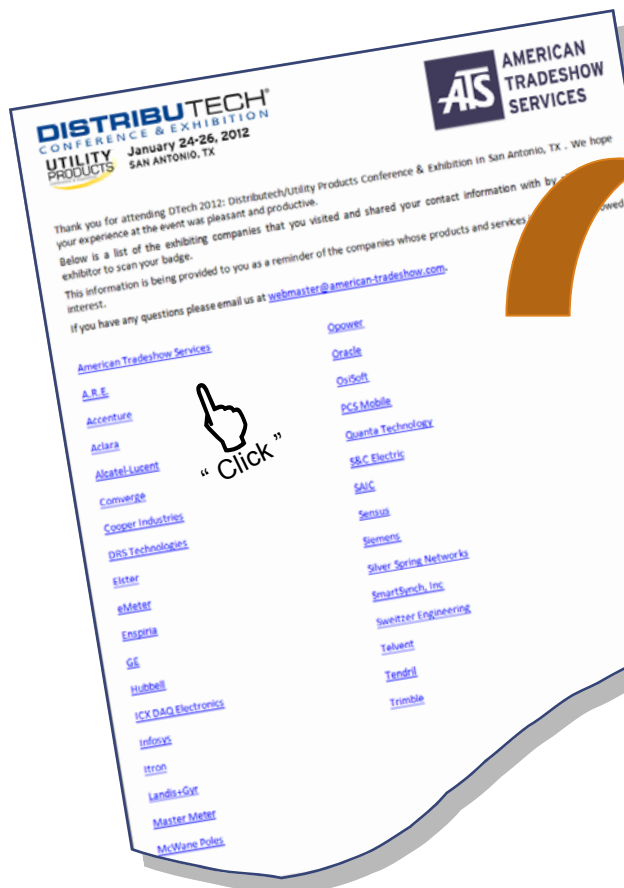 DISTRIBUTECH®
CONFERENCE & EXHIBITION
UTILITY
PRODUCTS
January 24-26, 2012
SAN ANTONIO, TX
ATS
AMERICAN
TRADESHOW
SERVICES
Thank you for attending DTech 2012: Distributech/Utility Products Conference & Exhibition in San Antonio, TX . We hope
your experience at the event was pleasant and productive.
Below is a list of the exhibiting companies that you visited and shared your contact information with by
exhibitor to scan your badge.
This information is being provided to you as a reminder of the companies whose products and services
interest.
If you have any questions please email us at webmaster@american-tradeshow.com.
American Tradeshow Services
A.R.E.
Accenture
Aclara
Alcatel-Lucent
Comverge
Cooper Industries
DRS Technologies
Elster
eMeter
Enspiria
GE
Hubbell
ICX DAQ Electronics
Infosys
Itron
Landis+Gyr
Master Meter
McWane Poles
Opower
Oracle
OsiSoft
PCS Mobile
Quanta Technology
S&C Electric
SAIC
Sensus
Siemens
Silver Spring Networks
SmartSynch, Inc
Sweitzer Engineering
Telvent
Tendril
Trimble
“ Click ”